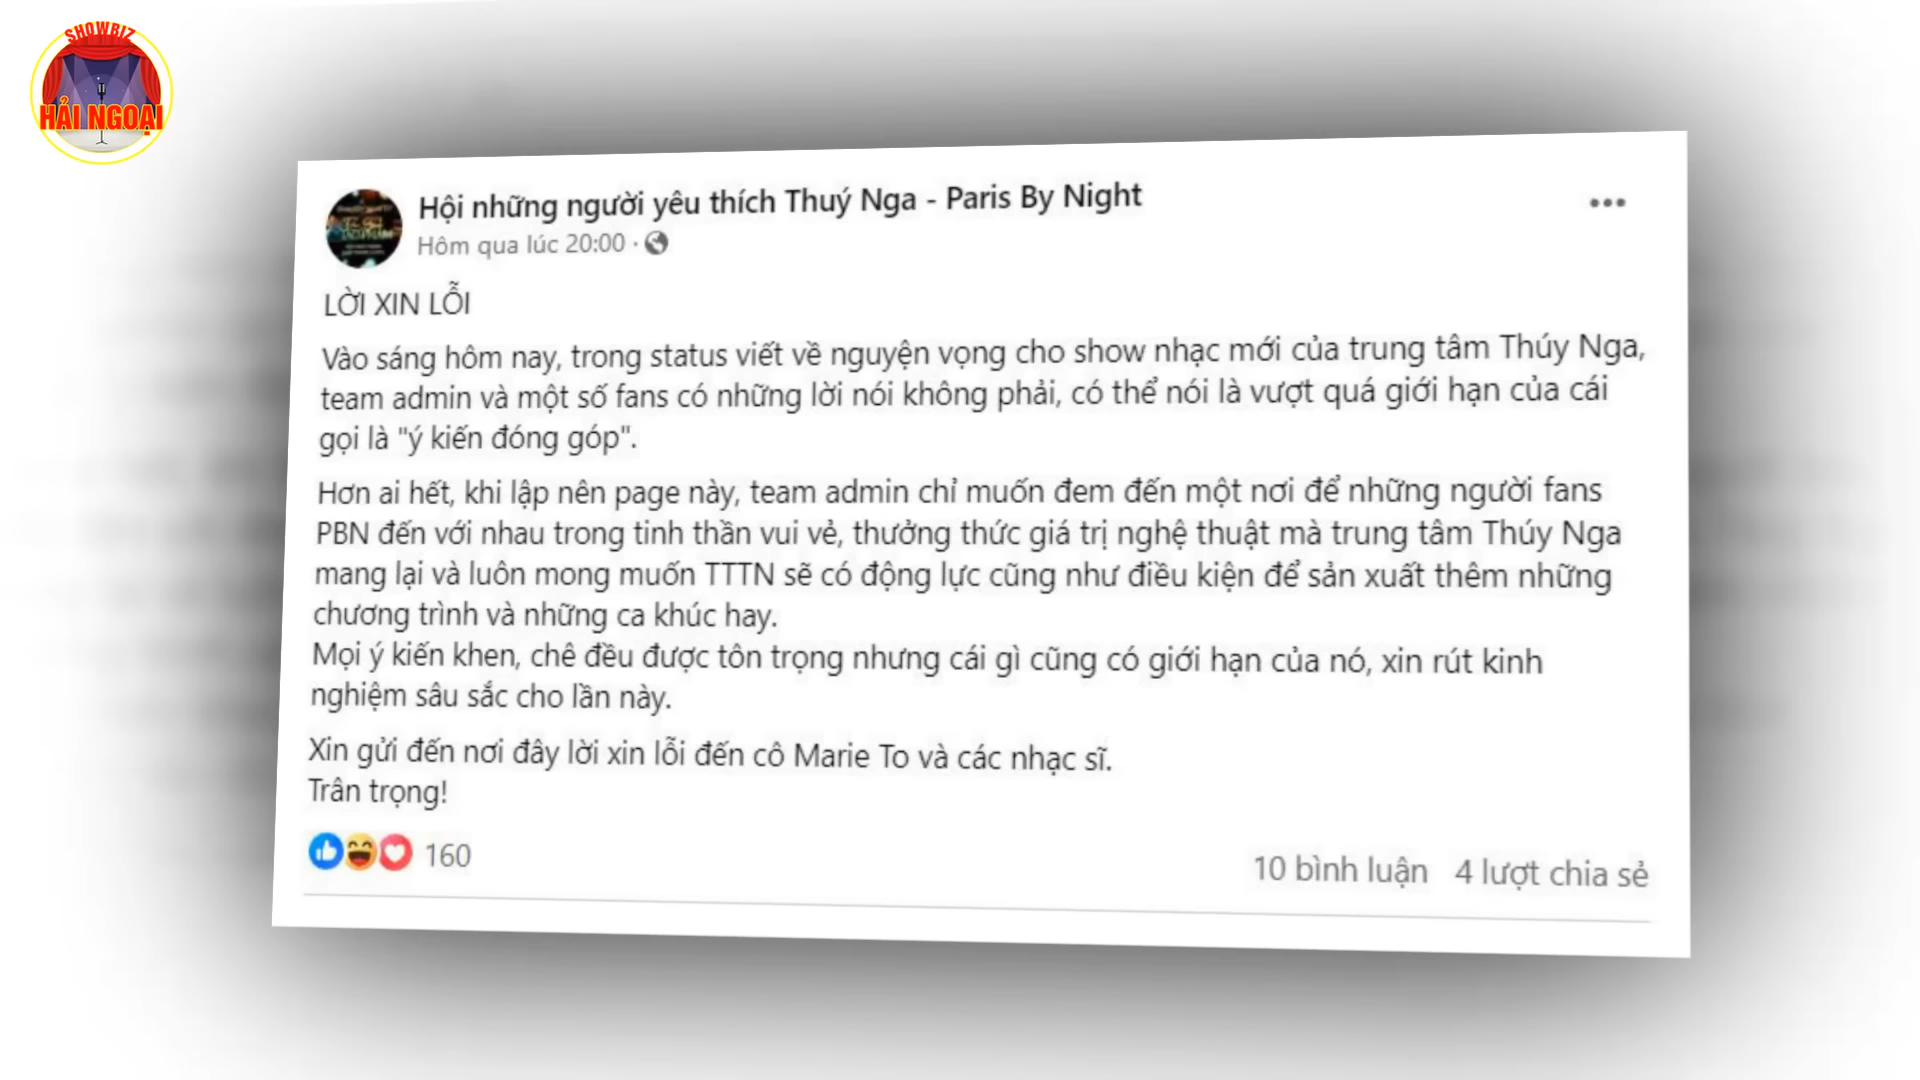 SHOWBIZ
HẢI NGOẠI
Hội những người yêu thích Thuý Nga - Paris By Night
Hôm qua lúc 20:00 ·
LỜI XIN LỖI
Vào sáng hôm nay, trong status viết về nguyện vọng cho show nhạc mới của trung tâm Thúy Nga,
team admin và một số fans có những lời nói không phải, có thể nói là vượt quá giới hạn của cái
gọi là "ý kiến đóng góp".
Hơn ai hết, khi lập nên page này, team admin chỉ muốn đem đến một nơi để những người fans
PBN đến với nhau trong tinh thần vui vẻ, thưởng thức giá trị nghệ thuật mà trung tâm Thúy Nga
mang lại và luôn mong muốn TTTN sẽ có động lực cũng như điều kiện để sản xuất thêm những
chương trình và những ca khúc hay.
Mọi ý kiến khen, chê đều được tôn trọng nhưng cái gì cũng có giới hạn của nó, xin rút kinh
nghiệm sâu sắc cho lần này.
Xin gửi đến nơi đây lời xin lỗi đến cô Marie To và các nhạc sĩ.
Trân trọng!
160
10 bình luận 4 lượt chia sẻ